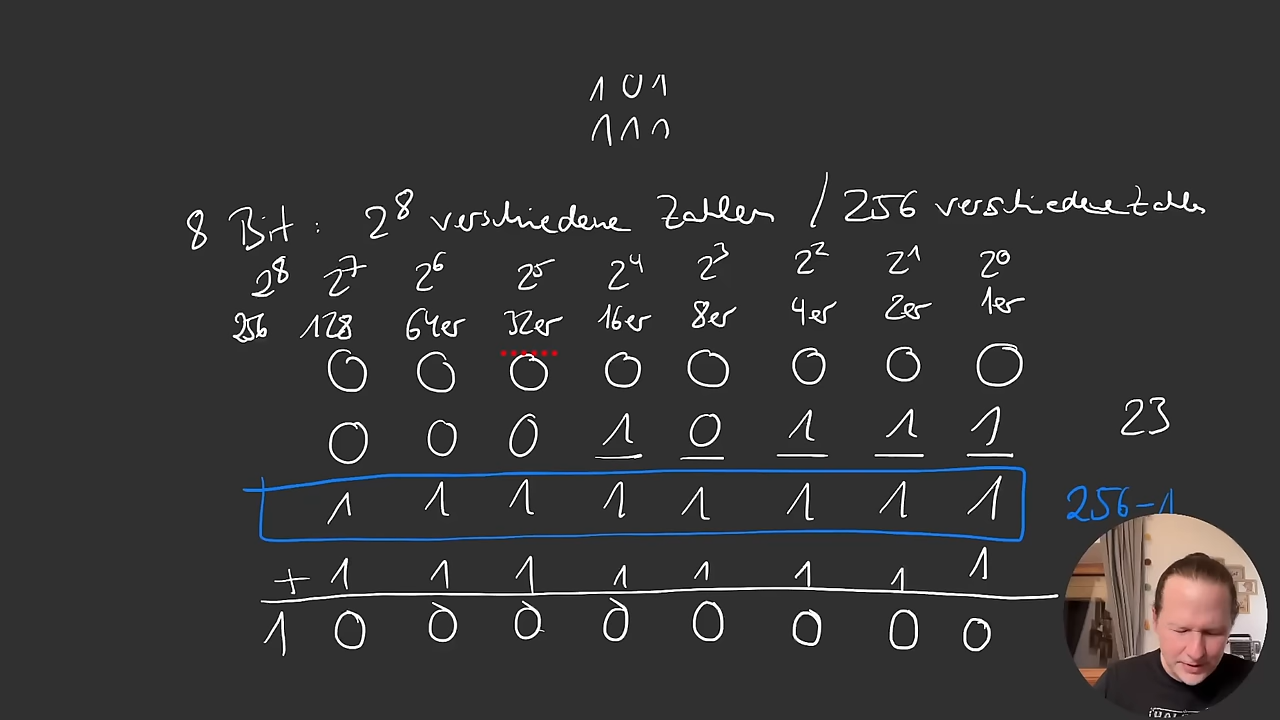 1 0 1
1 1 0
8 Bit : 2⁸ verschiedene Zahlen / 256 verschiedene Zahlen
2⁸ 2⁷ 2⁶ 2⁵ 2⁴ 2³ 2² 2¹ 2⁰
256 128 64er 32er 16er 8er 4er 2er 1er
0 0 0 0 0 0 0 0
0 0 0 1 0 1 1 1 23
1 1 1 1 1 1 1 1 256-1
+ 1 1 1 1 1 1 1 1
1 0 0 0 0 0 0 0 0